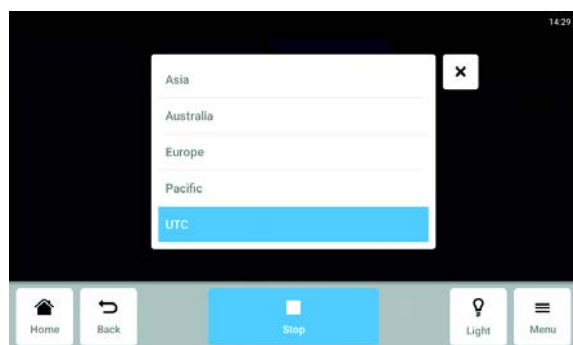 14:29
Asia
Australia
Europe
Pacific
UTC
Home
Back
Stop
Light
Menu